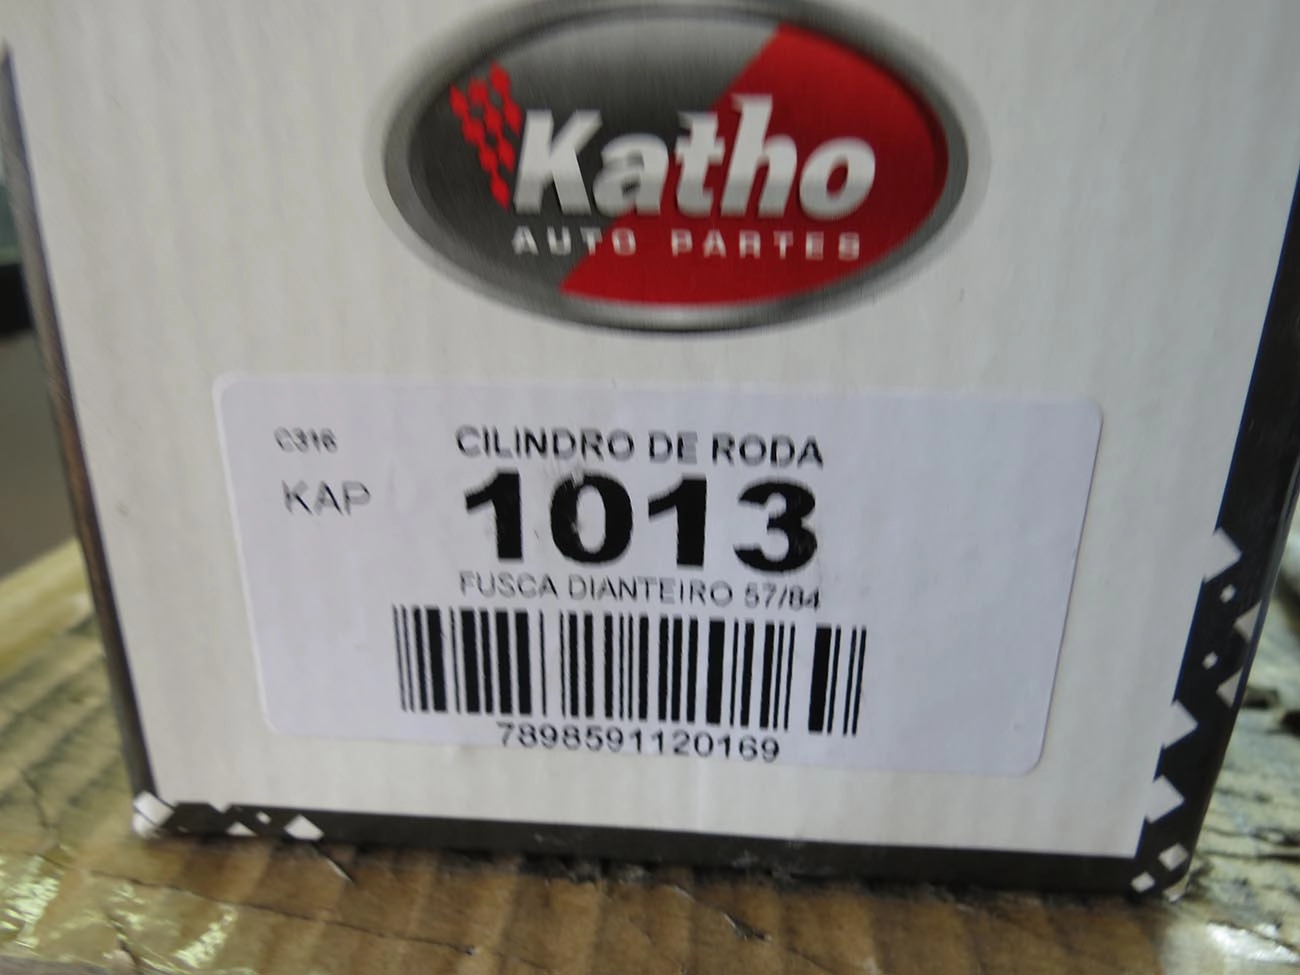 Katho
AUTO PARTES
C316
CILINDRO DE RODA
KAP
1013
FUSCA DIANTEIRO 57/84
7898591120169